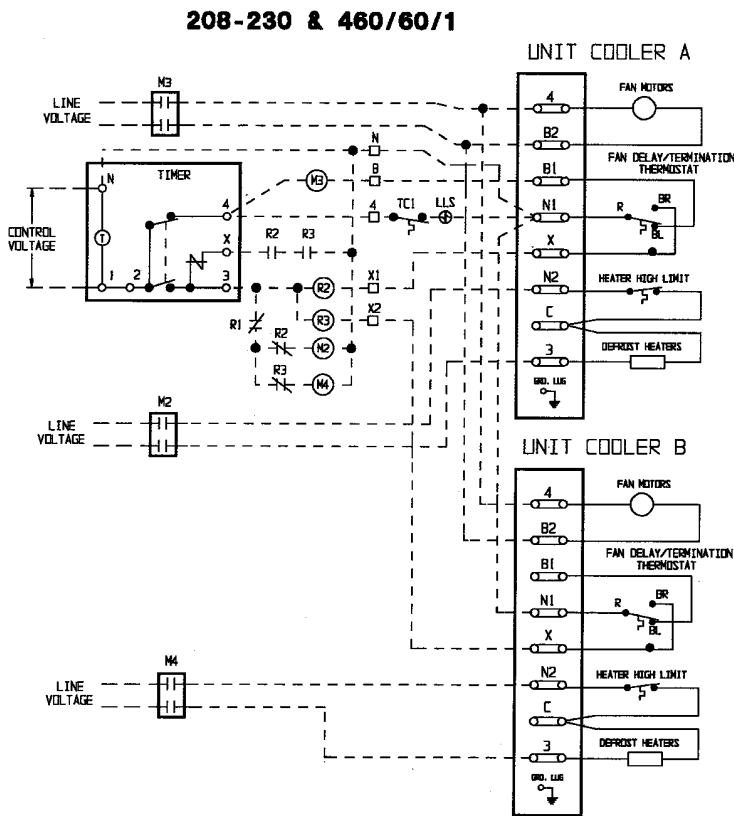 208-230 & 460/60/1
UNIT COOLER A
M3
LINE
VOLTAGE
4
FAN MOTORS
B2
N
B
B1
FAN DELAY/TERMINATION
THERMOSTAT
TIMER
N
4
M3
4
TC1
LLS
N1
R
BR
BL
CONTROL
VOLTAGE
T
X
R2
R3
X
1
2
3
R2
X1
N2
HEATER HIGH LIMIT
R1
R3
X2
C
R2
M2
3
DEFROST HEATERS
R3
M4
GRD. LUG
M2
LINE
VOLTAGE
UNIT COOLER B
4
FAN MOTORS
B2
B1
FAN DELAY/TERMINATION
THERMOSTAT
N1
R
BR
BL
X
M4
LINE
VOLTAGE
N2
HEATER HIGH LIMIT
C
3
DEFROST HEATERS
GRD. LUG